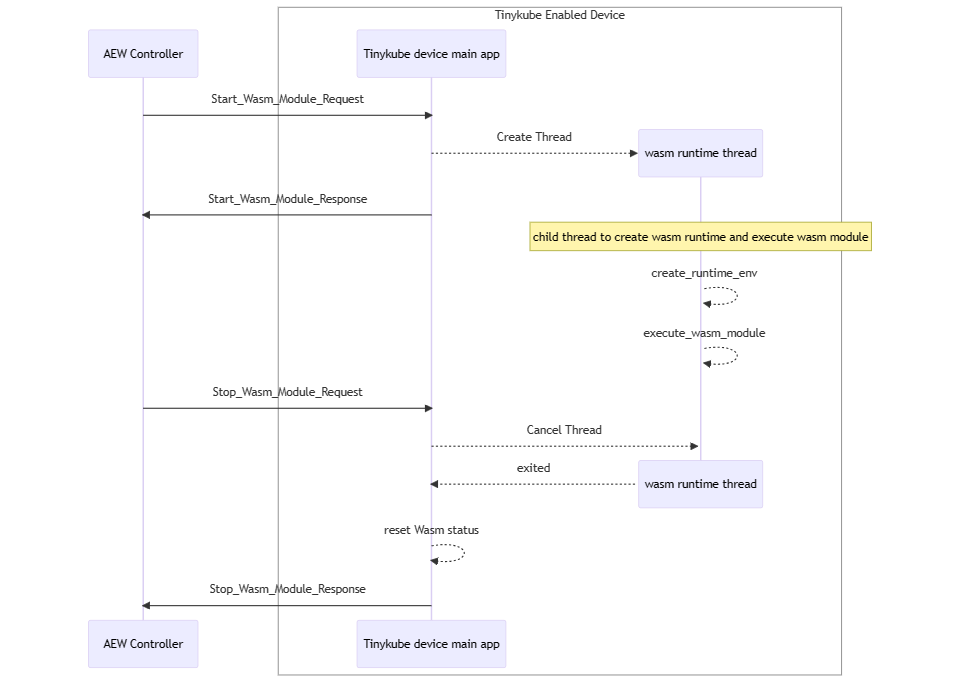 Tinykube Enabled Device
AEW Controller
Tinykube device main app
Start_Wasm_Module_Request
Create Thread
wasm runtime thread
Start_Wasm_Module_Response
child thread to create wasm runtime and execute wasm module
create_runtime_env
execute_wasm_module
Stop_Wasm_Module_Request
Cancel Thread
exited
wasm runtime thread
reset Wasm status
Stop_Wasm_Module_Response
AEW Controller
Tinykube device main app